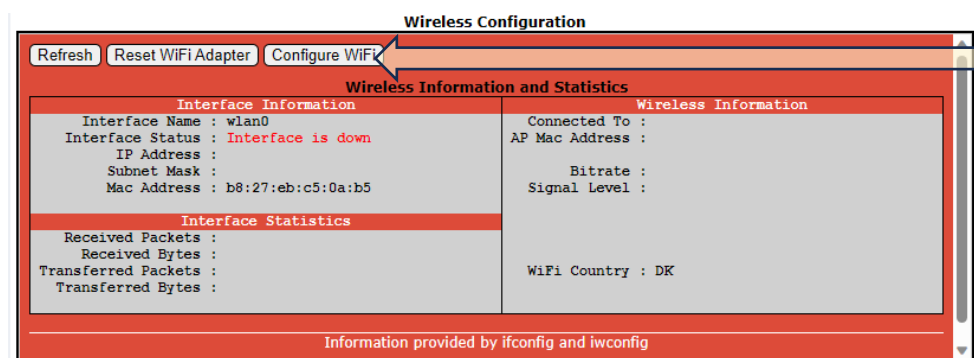 Wireless Configuration
Refresh Reset WiFi Adapter Configure WiFi
Wireless Information and Statistics
Interface Information
Interface Name : wlan0
Interface Status : Interface is down
IP Address :
Subnet Mask :
Mac Address : b8:27:eb:c5:0a:b5
Interface Statistics
Received Packets :
Received Bytes :
Transferred Packets :
Transferred Bytes :
Wireless Information
Connected To :
AP Mac Address :
Bitrate :
Signal Level :
WiFi Country : DK
Information provided by ifconfig and iwconfig